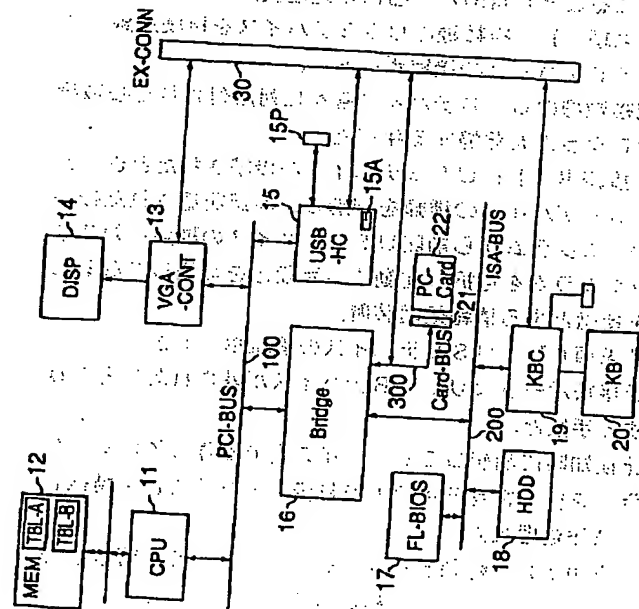 EX-CONN
30
15P
14
DISP
13
VGA
-CONT
15
USB
-HC
15A
12
MEM
TBL-A
TBL-B
11
CPU
PCI-BUS
100
16
Bridge
22
PC-
Card
21
Card-BUS
300
ISA-BUS
200
17
FL-BIOS
18
HDD
KBC
19
KB
20